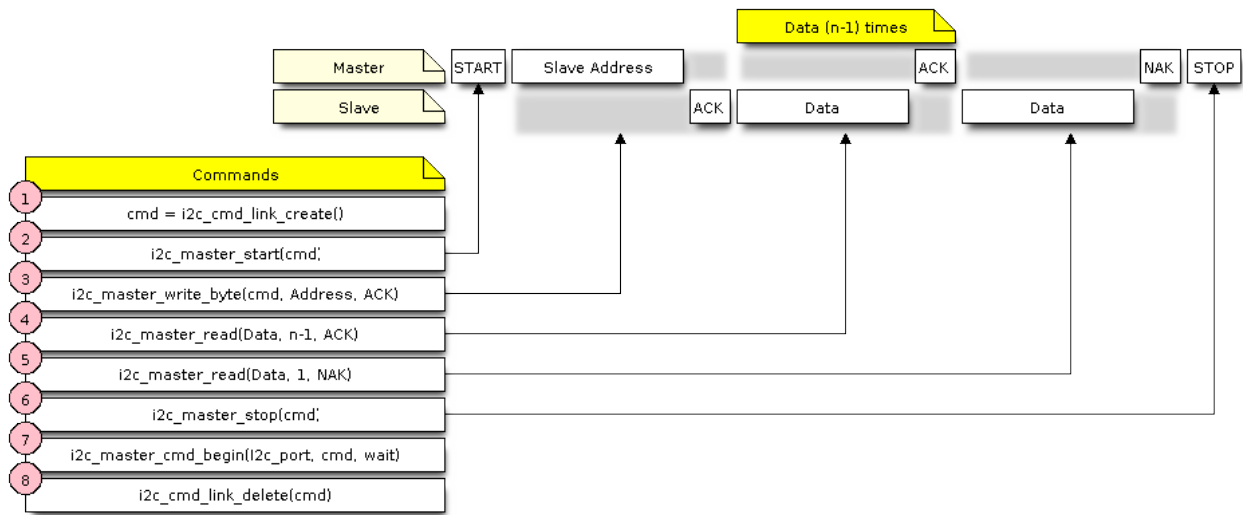 Data (n-1) times
Master START Slave Address ACK NAK STOP
Slave ACK Data Data
Commands
1
cmd = i2c_cmd_link_create()
2
i2c_master_start(cmd;
3
i2c_master_write_byte(cmd, Address, ACK)
4
i2c_master_read(Data, n-1, ACK)
5
i2c_master_read(Data, 1, NAK)
6
i2c_master_stop(cmd;
7
i2c_master_cmd_begin(I2c_port, cmd, wait)
8
i2c_cmd_link_delete(cmd)